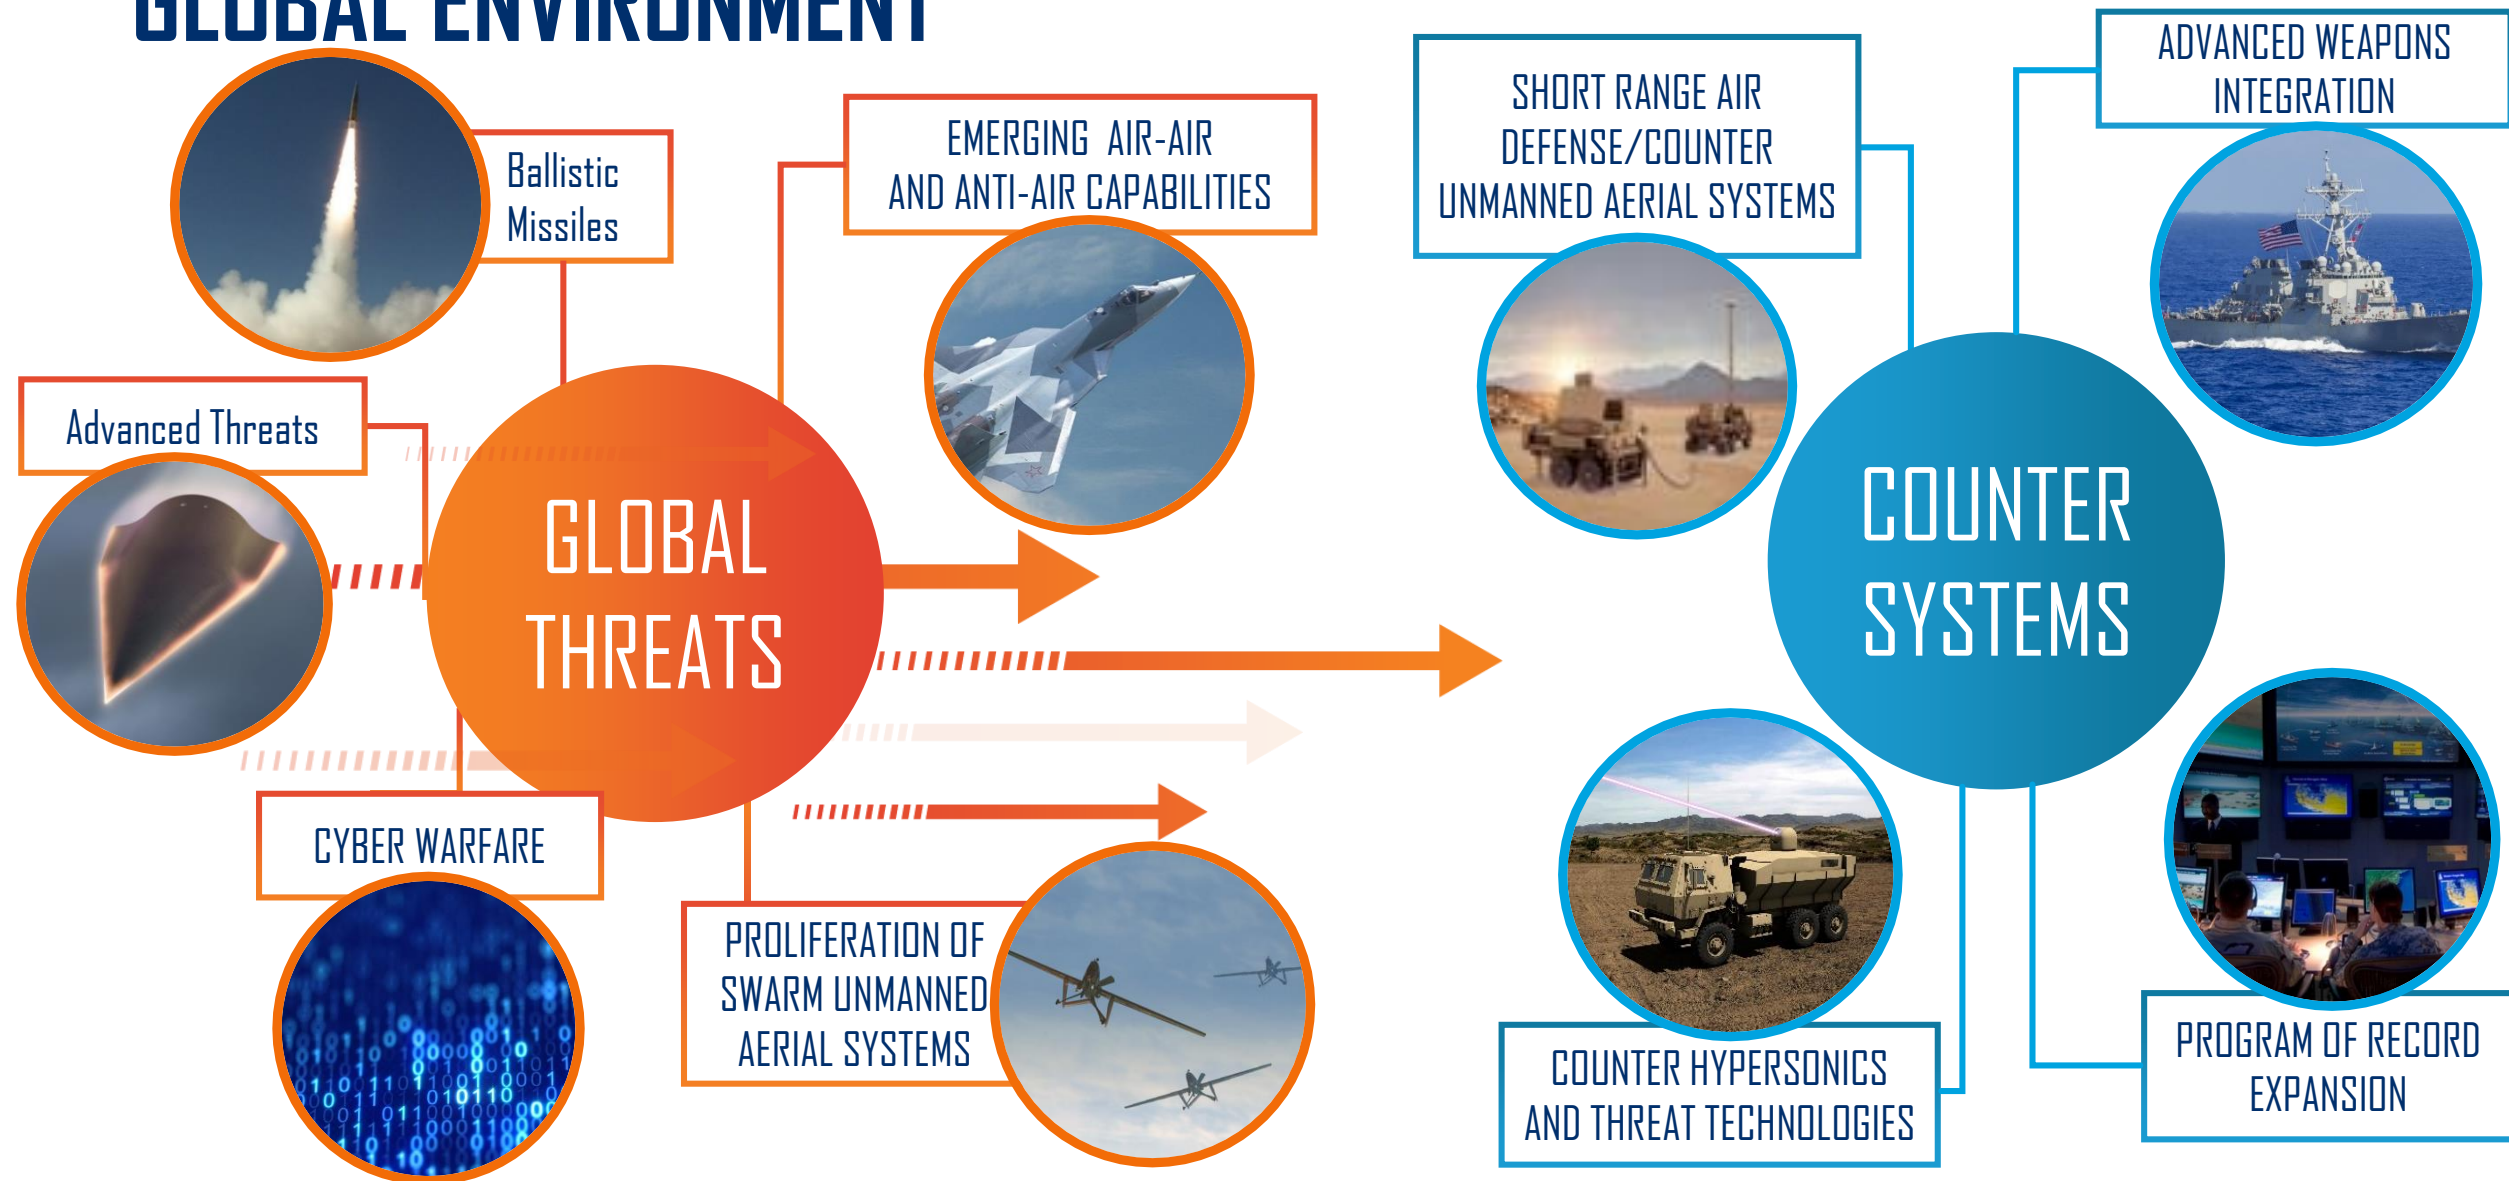 GLOBAL ENVIRONMENT
Ballistic
Missiles
EMERGING AIR-AIR
AND ANTI-AIR CAPABILITIES
Advanced Threats
GLOBAL
THREATS
CYBER WARFARE
PROLIFERATION OF
SWARM UNMANNED
AERIAL SYSTEMS
SHORT RANGE AIR
DEFENSE/COUNTER
UNMANNED AERIAL SYSTEMS
ADVANCED WEAPONS
INTEGRATION
COUNTER
SYSTEMS
COUNTER HYPERSONICS
AND THREAT TECHNOLOGIES
PROGRAM OF RECORD
EXPANSION